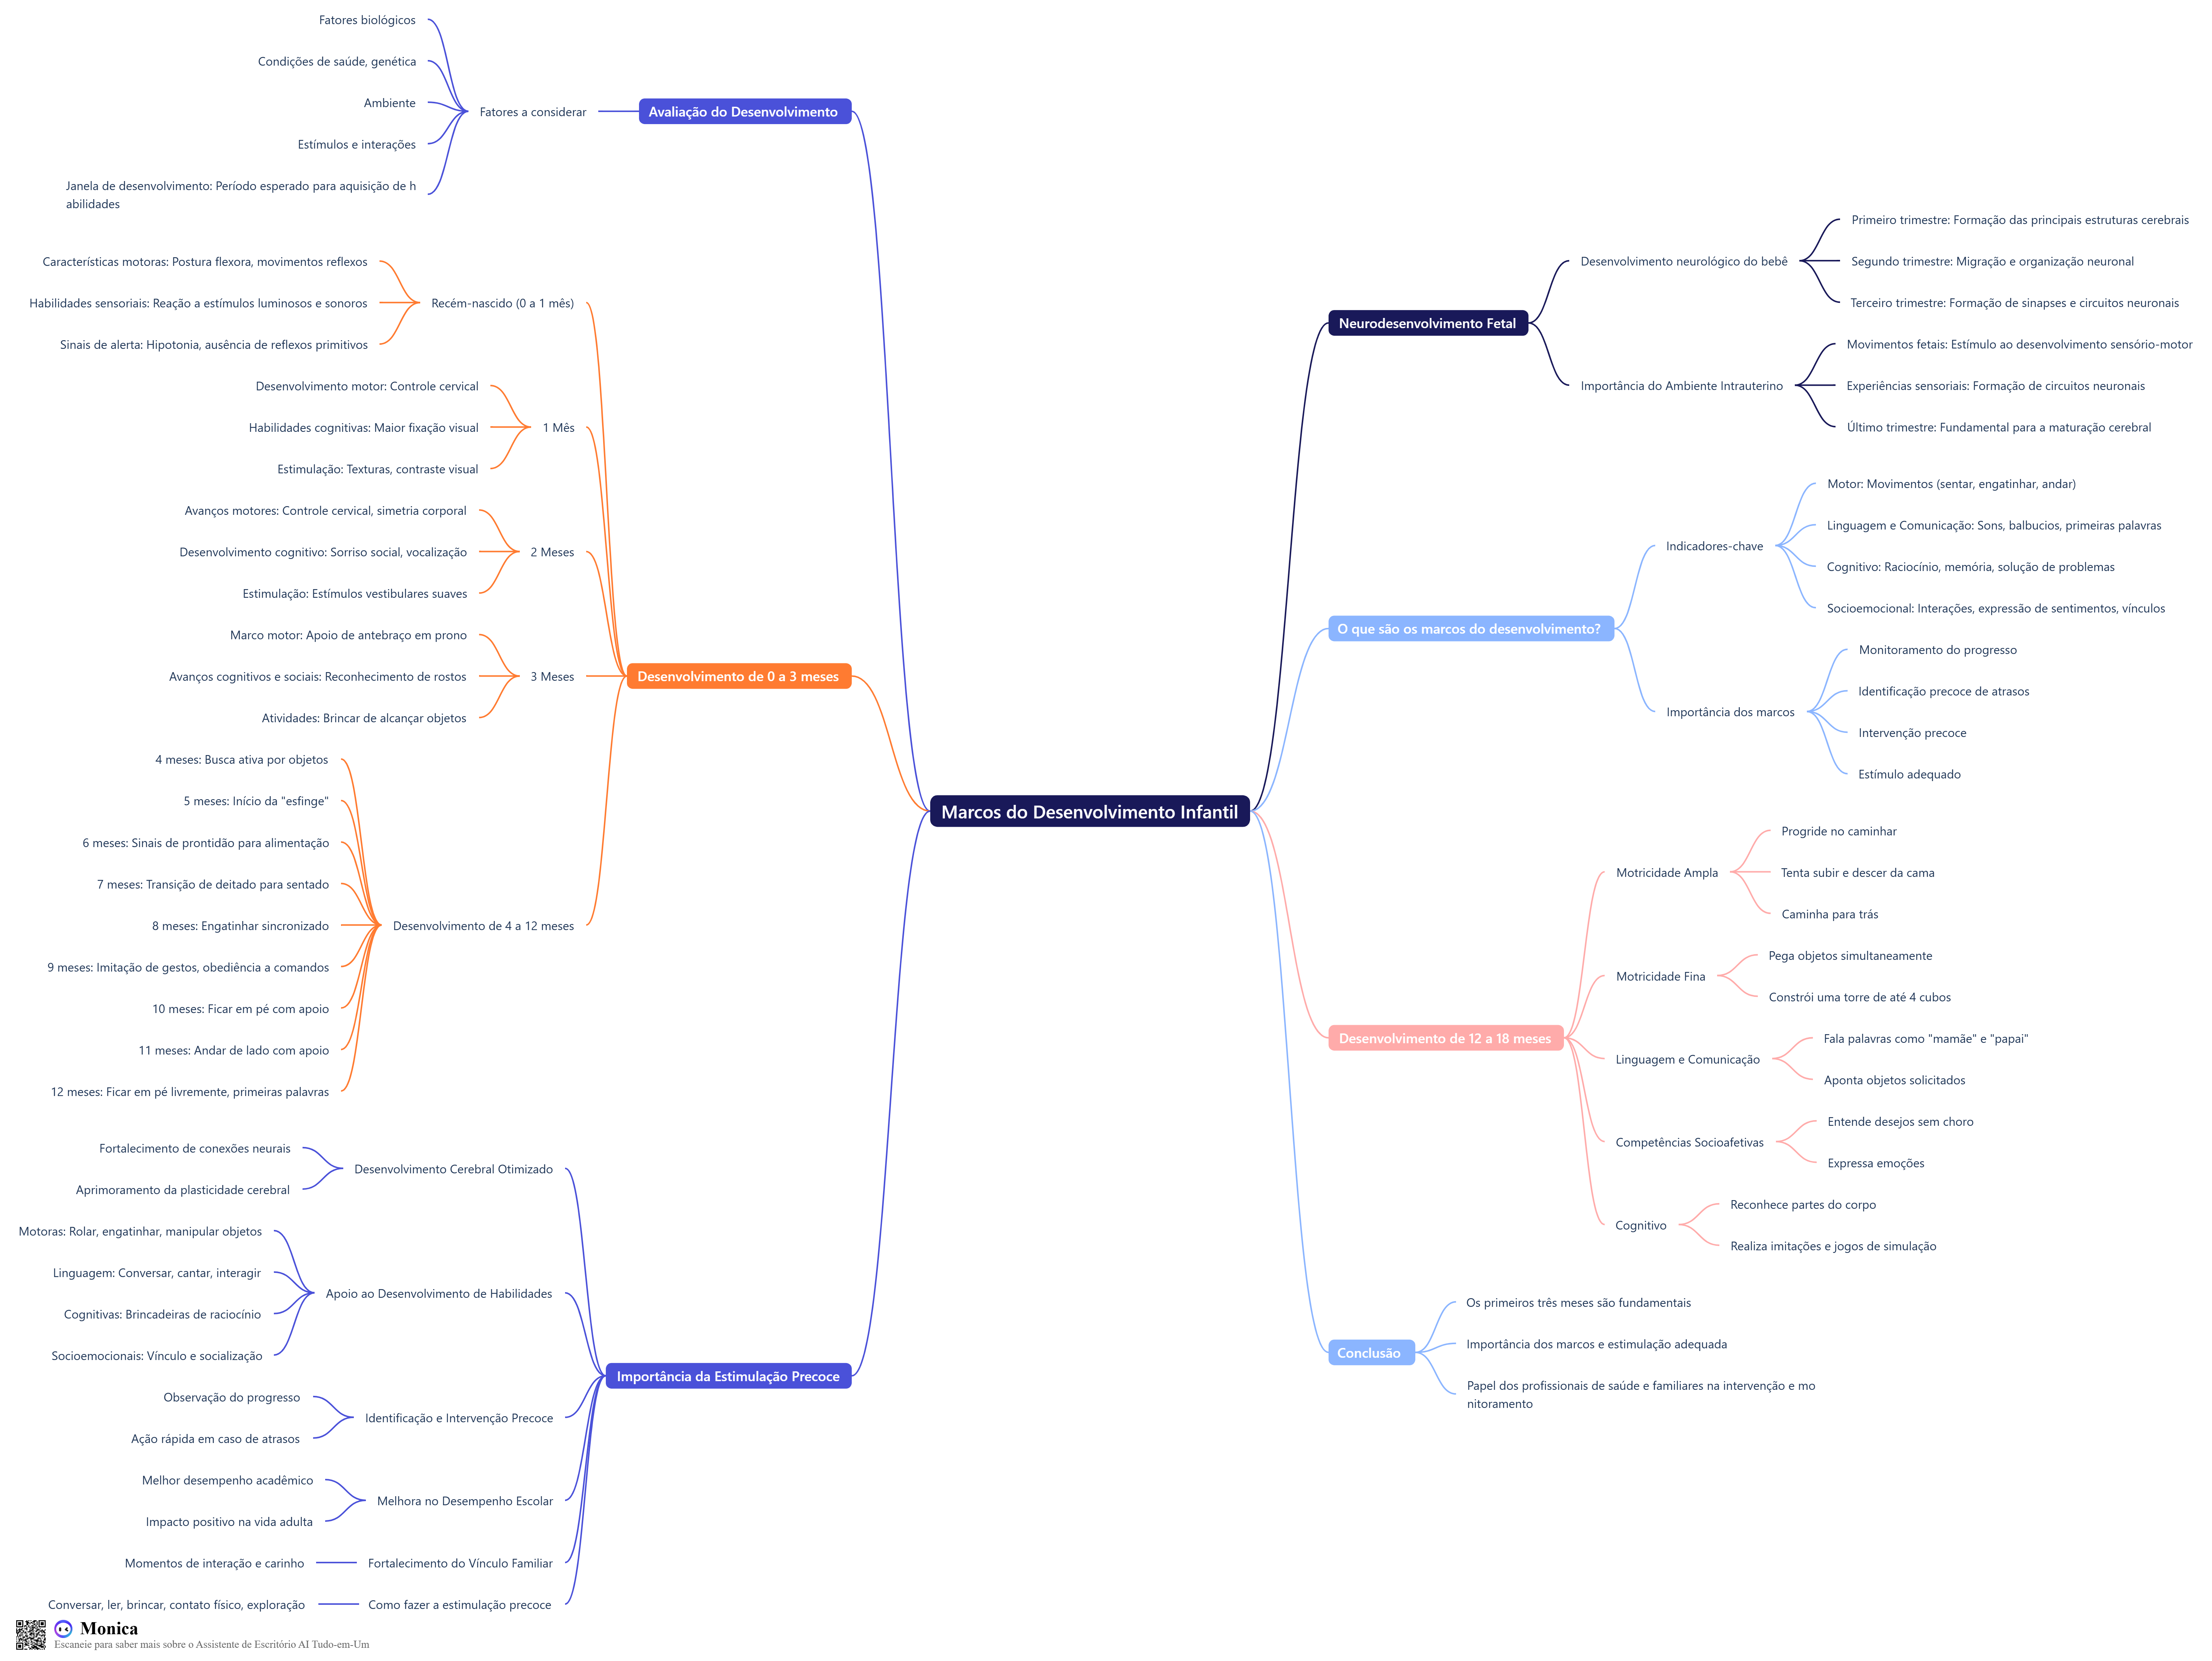 Marcos do Desenvolvimento Infantil
Neurodesenvolvimento Fetal
Desenvolvimento neurológico do bebê
Primeiro trimestre: Formação das principais estruturas cerebrais
Segundo trimestre: Migração e organização neuronal
Terceiro trimestre: Formação de sinapses e circuitos neuronais
Importância do Ambiente Intrauterino
Movimentos fetais: Estímulo ao desenvolvimento sensório-motor
Experiências sensoriais: Formação de circuitos neuronais
Último trimestre: Fundamental para a maturação cerebral
O que são os marcos do desenvolvimento?
Indicadores-chave
Motor: Movimentos (sentar, engatinhar, andar)
Linguagem e Comunicação: Sons, balbucios, primeiras palavras
Cognitivo: Raciocínio, memória, solução de problemas
Socioemocional: Interações, expressão de sentimentos, vínculos
Importância dos marcos
Monitoramento do progresso
Identificação precoce de atrasos
Intervenção precoce
Estímulo adequado
Desenvolvimento de 12 a 18 meses
Motricidade Ampla
Progride no caminhar
Tenta subir e descer da cama
Caminha para trás
Motricidade Fina
Pega objetos simultaneamente
Constrói uma torre de até 4 cubos
Linguagem e Comunicação
Fala palavras como "mamãe" e "papai"
Aponta objetos solicitados
Competências Socioafetivas
Entende desejos sem choro
Expressa emoções
Cognitivo
Reconhece partes do corpo
Realiza imitações e jogos de simulação
Conclusão
Os primeiros três meses são fundamentais
Importância dos marcos e estimulação adequada
Papel dos profissionais de saúde e familiares na intervenção e mo
nitoramento
Avaliação do Desenvolvimento
Fatores a considerar
Fatores biológicos
Condições de saúde, genética
Ambiente
Estímulos e interações
Janela de desenvolvimento: Período esperado para aquisição de h
abilidades
Desenvolvimento de 0 a 3 meses
Recém-nascido (0 a 1 mês)
Características motoras: Postura flexora, movimentos reflexos
Habilidades sensoriais: Reação a estímulos luminosos e sonoros
Sinais de alerta: Hipotonia, ausência de reflexos primitivos
1 Mês
Desenvolvimento motor: Controle cervical
Habilidades cognitivas: Maior fixação visual
Estimulação: Texturas, contraste visual
2 Meses
Avanços motores: Controle cervical, simetria corporal
Desenvolvimento cognitivo: Sorriso social, vocalização
Estimulação: Estímulos vestibulares suaves
3 Meses
Marco motor: Apoio de antebraço em prono
Avanços cognitivos e sociais: Reconhecimento de rostos
Atividades: Brincar de alcançar objetos
Desenvolvimento de 4 a 12 meses
4 meses: Busca ativa por objetos
5 meses: Início da "esfinge"
6 meses: Sinais de prontidão para alimentação
7 meses: Transição de deitado para sentado
8 meses: Engatinhar sincronizado
9 meses: Imitação de gestos, obediência a comandos
10 meses: Ficar em pé com apoio
11 meses: Andar de lado com apoio
12 meses: Ficar em pé livremente, primeiras palavras
Importância da Estimulação Precoce
Desenvolvimento Cerebral Otimizado
Fortalecimento de conexões neurais
Aprimoramento da plasticidade cerebral
Apoio ao Desenvolvimento de Habilidades
Motoras: Rolar, engatinhar, manipular objetos
Linguagem: Conversar, cantar, interagir
Cognitivas: Brincadeiras de raciocínio
Socioemocionais: Vínculo e socialização
Identificação e Intervenção Precoce
Observação do progresso
Ação rápida em caso de atrasos
Melhora no Desempenho Escolar
Melhor desempenho acadêmico
Impacto positivo na vida adulta
Fortalecimento do Vínculo Familiar
Momentos de interação e carinho
Como fazer a estimulação precoce
Conversar, ler, brincar, contato físico, exploração
Monica
Escaneie para saber mais sobre o Assistente de Escritório AI Tudo-em-Um